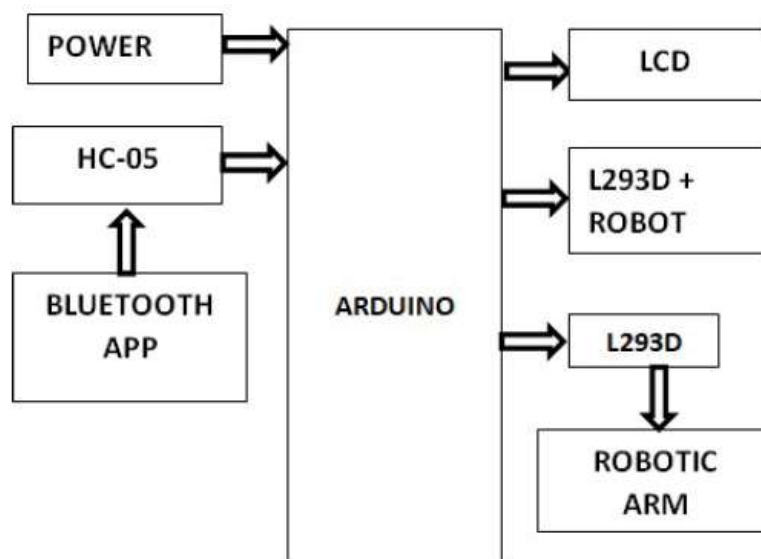 POWER
HC-05
BLUETOOTH
APP
ARDUINO
LCD
L293D +
ROBOT
L293D
ROBOTIC
ARM